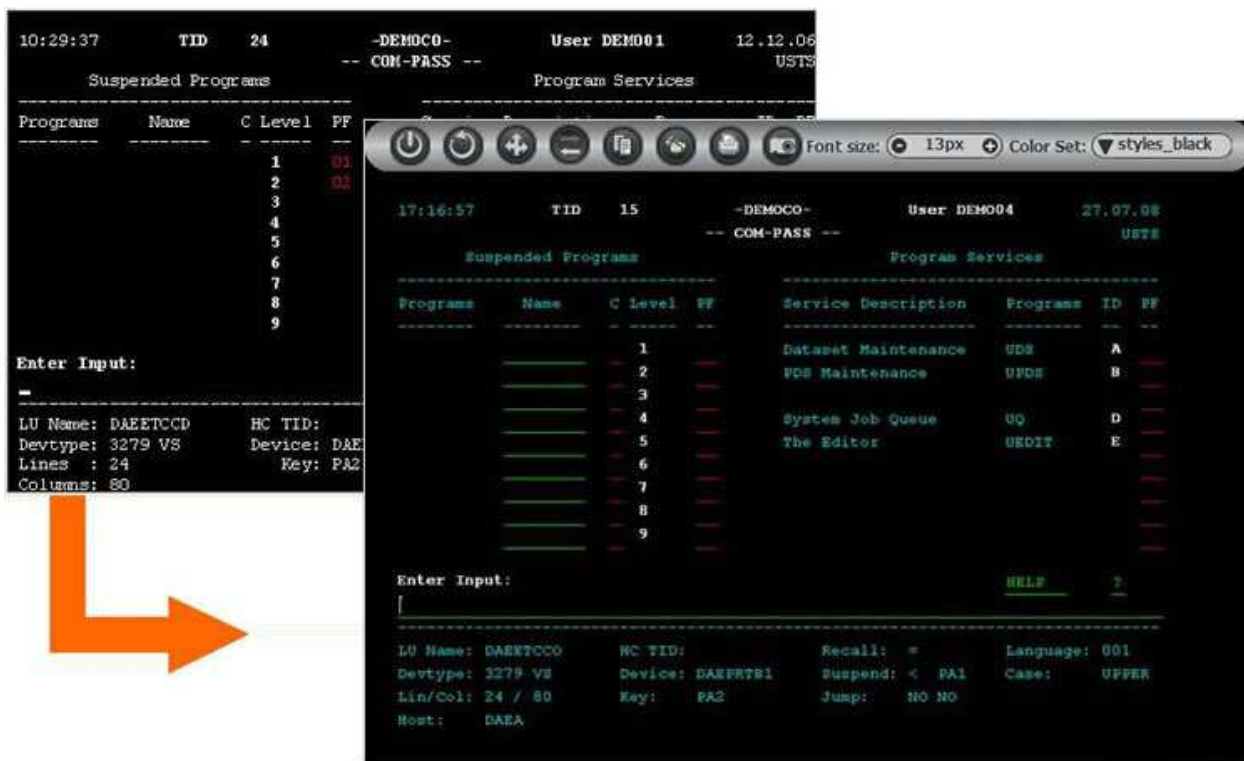 10:29:37 TID 24 -DEMOCO- User DEMO01 12.12.06
-- COM-PASS -- USTS
Suspended Programs Program Services
Programs Name C Level PF
1 01
2 02
3
4
5
6
7
8
9
Enter Input:
LU Name: DAEETCCD HC TID:
Devtype: 3279 VS Device: DAE
Lines : 24 Key: PA2
Columns: 80
Font size: 13px Color Set: styles_black
17:16:57 TID 15 -DEMOCO- User DEMO04 27.07.08
-- COM-PASS -- USTS
Suspended Programs Program Services
Programs Name C Level PF Service Description Programs ID PF
1 Dataset Maintenance UDS A
2 PDS Maintenance UPDS B
3
4 System Job Queue UQ D
5 The Editor UEDIT E
6
7
8
9
Enter Input: HELP ?
LU Name: DAEETCCO HC TID: Recall: = Language: 001
Devtype: 3279 VS Device: DAEPRTB1 Suspend: < PA1 Case: UPPER
Lin/Col: 24 / 80 Key: PA2 Jump: NO NO
Host: DAEA